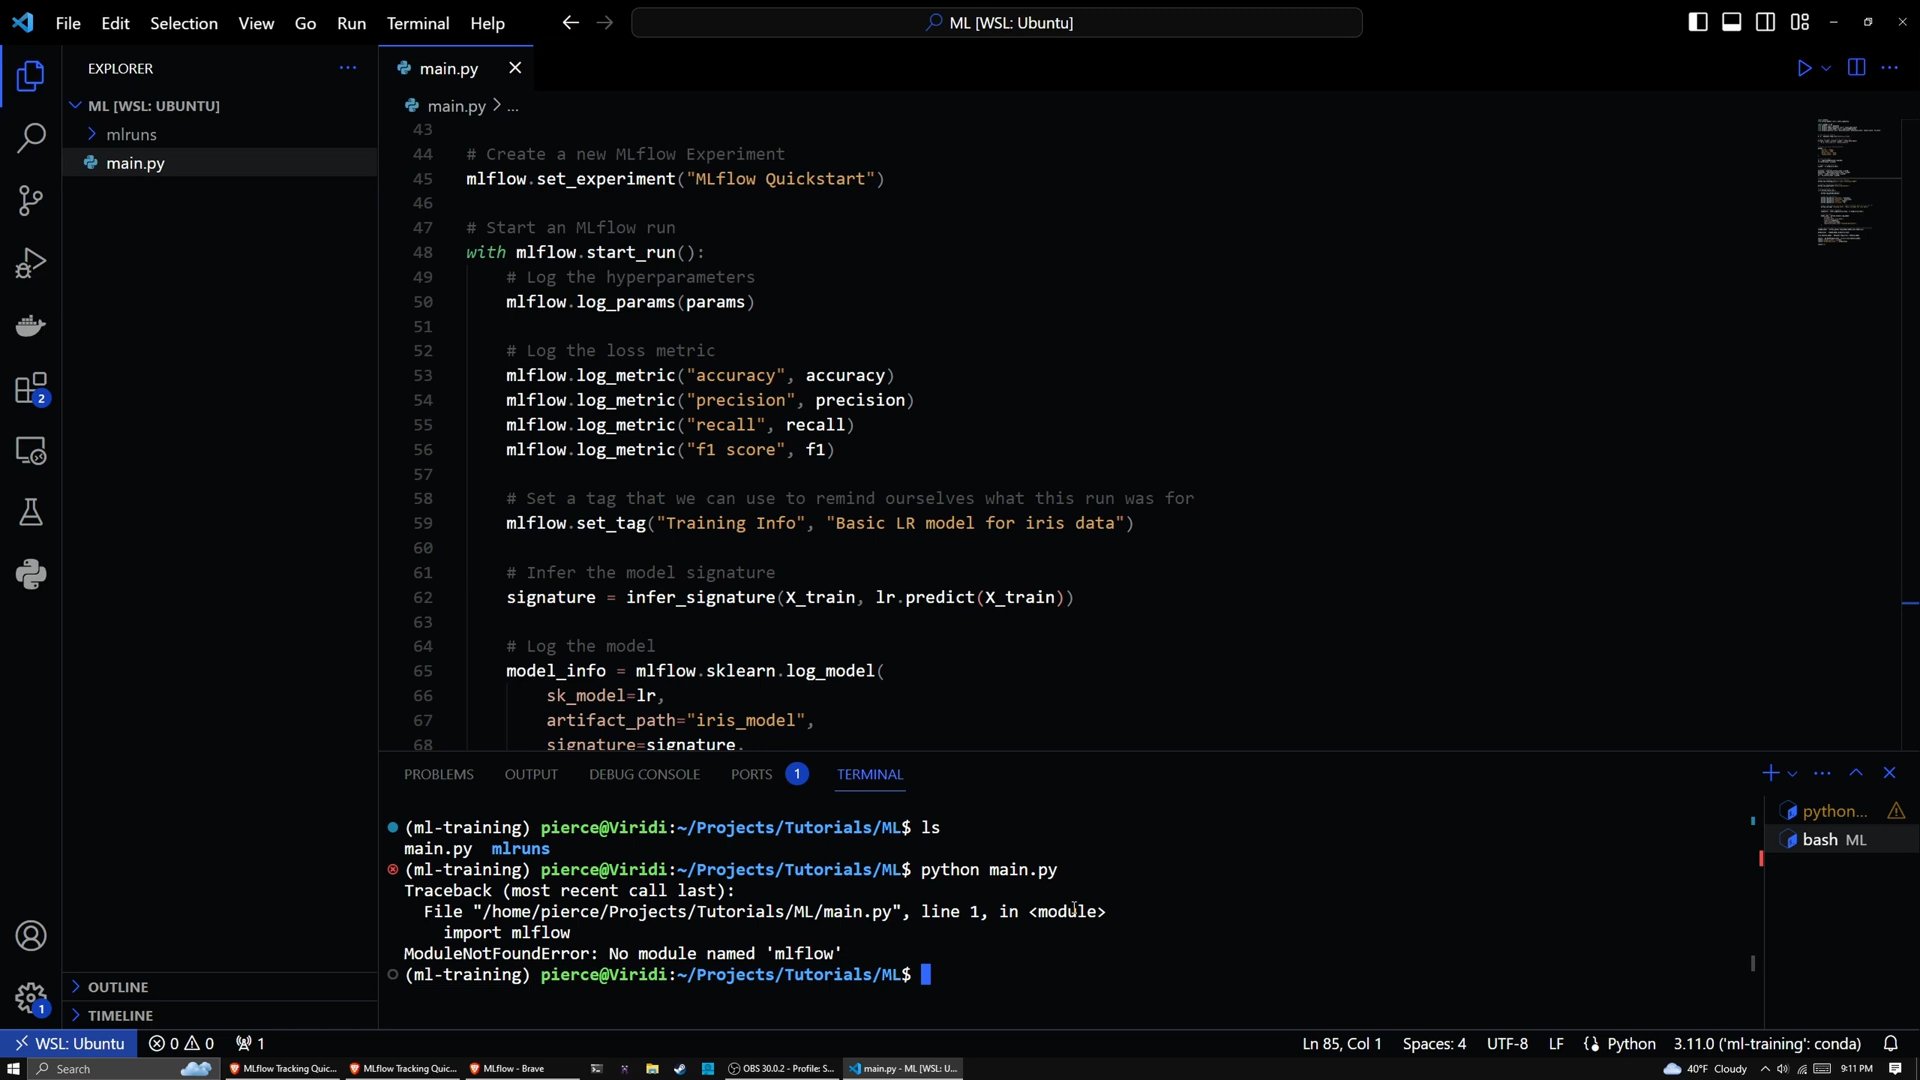 File Edit Selection View Go Run Terminal Help
ML [WSL: Ubuntu]
EXPLORER
ML [WSL: UBUNTU]
mlruns
main.py
OUTLINE
TIMELINE
2
1
main.py
main.py > ...
43
44 # Create a new MLflow Experiment
45 mlflow.set_experiment("MLflow Quickstart")
46
47 # Start an MLflow run
48 with mlflow.start_run():
49 # Log the hyperparameters
50 mlflow.log_params(params)
51
52 # Log the loss metric
53 mlflow.log_metric("accuracy", accuracy)
54 mlflow.log_metric("precision", precision)
55 mlflow.log_metric("recall", recall)
56 mlflow.log_metric("f1 score", f1)
57
58 # Set a tag that we can use to remind ourselves what this run was for
59 mlflow.set_tag("Training Info", "Basic LR model for iris data")
60
61 # Infer the model signature
62 signature = infer_signature(X_train, lr.predict(X_train))
63
64 # Log the model
65 model_info = mlflow.sklearn.log_model(
66 sk_model=lr,
67 artifact_path="iris_model",
68 signature=signature,
PROBLEMS OUTPUT DEBUG CONSOLE PORTS 1 TERMINAL
(ml-training) pierce@Viridi:~/Projects/Tutorials/ML$ ls
main.py mlruns
(ml-training) pierce@Viridi:~/Projects/Tutorials/ML$ python main.py
Traceback (most recent call last):
File "/home/pierce/Projects/Tutorials/ML/main.py", line 1, in <module>
import mlflow
ModuleNotFoundError: No module named 'mlflow'
(ml-training) pierce@Viridi:~/Projects/Tutorials/ML$
python...
bash ML
WSL: Ubuntu 0 0 1 Ln 85, Col 1 Spaces: 4 UTF-8 LF Python 3.11.0 ('ml-training': conda)
Search MLflow Tracking Quic... MLflow Tracking Quic... MLflow - Brave OBS 30.0.2 - Profile: S... main.py - ML [WSL: U... 40°F Cloudy 9:11 PM